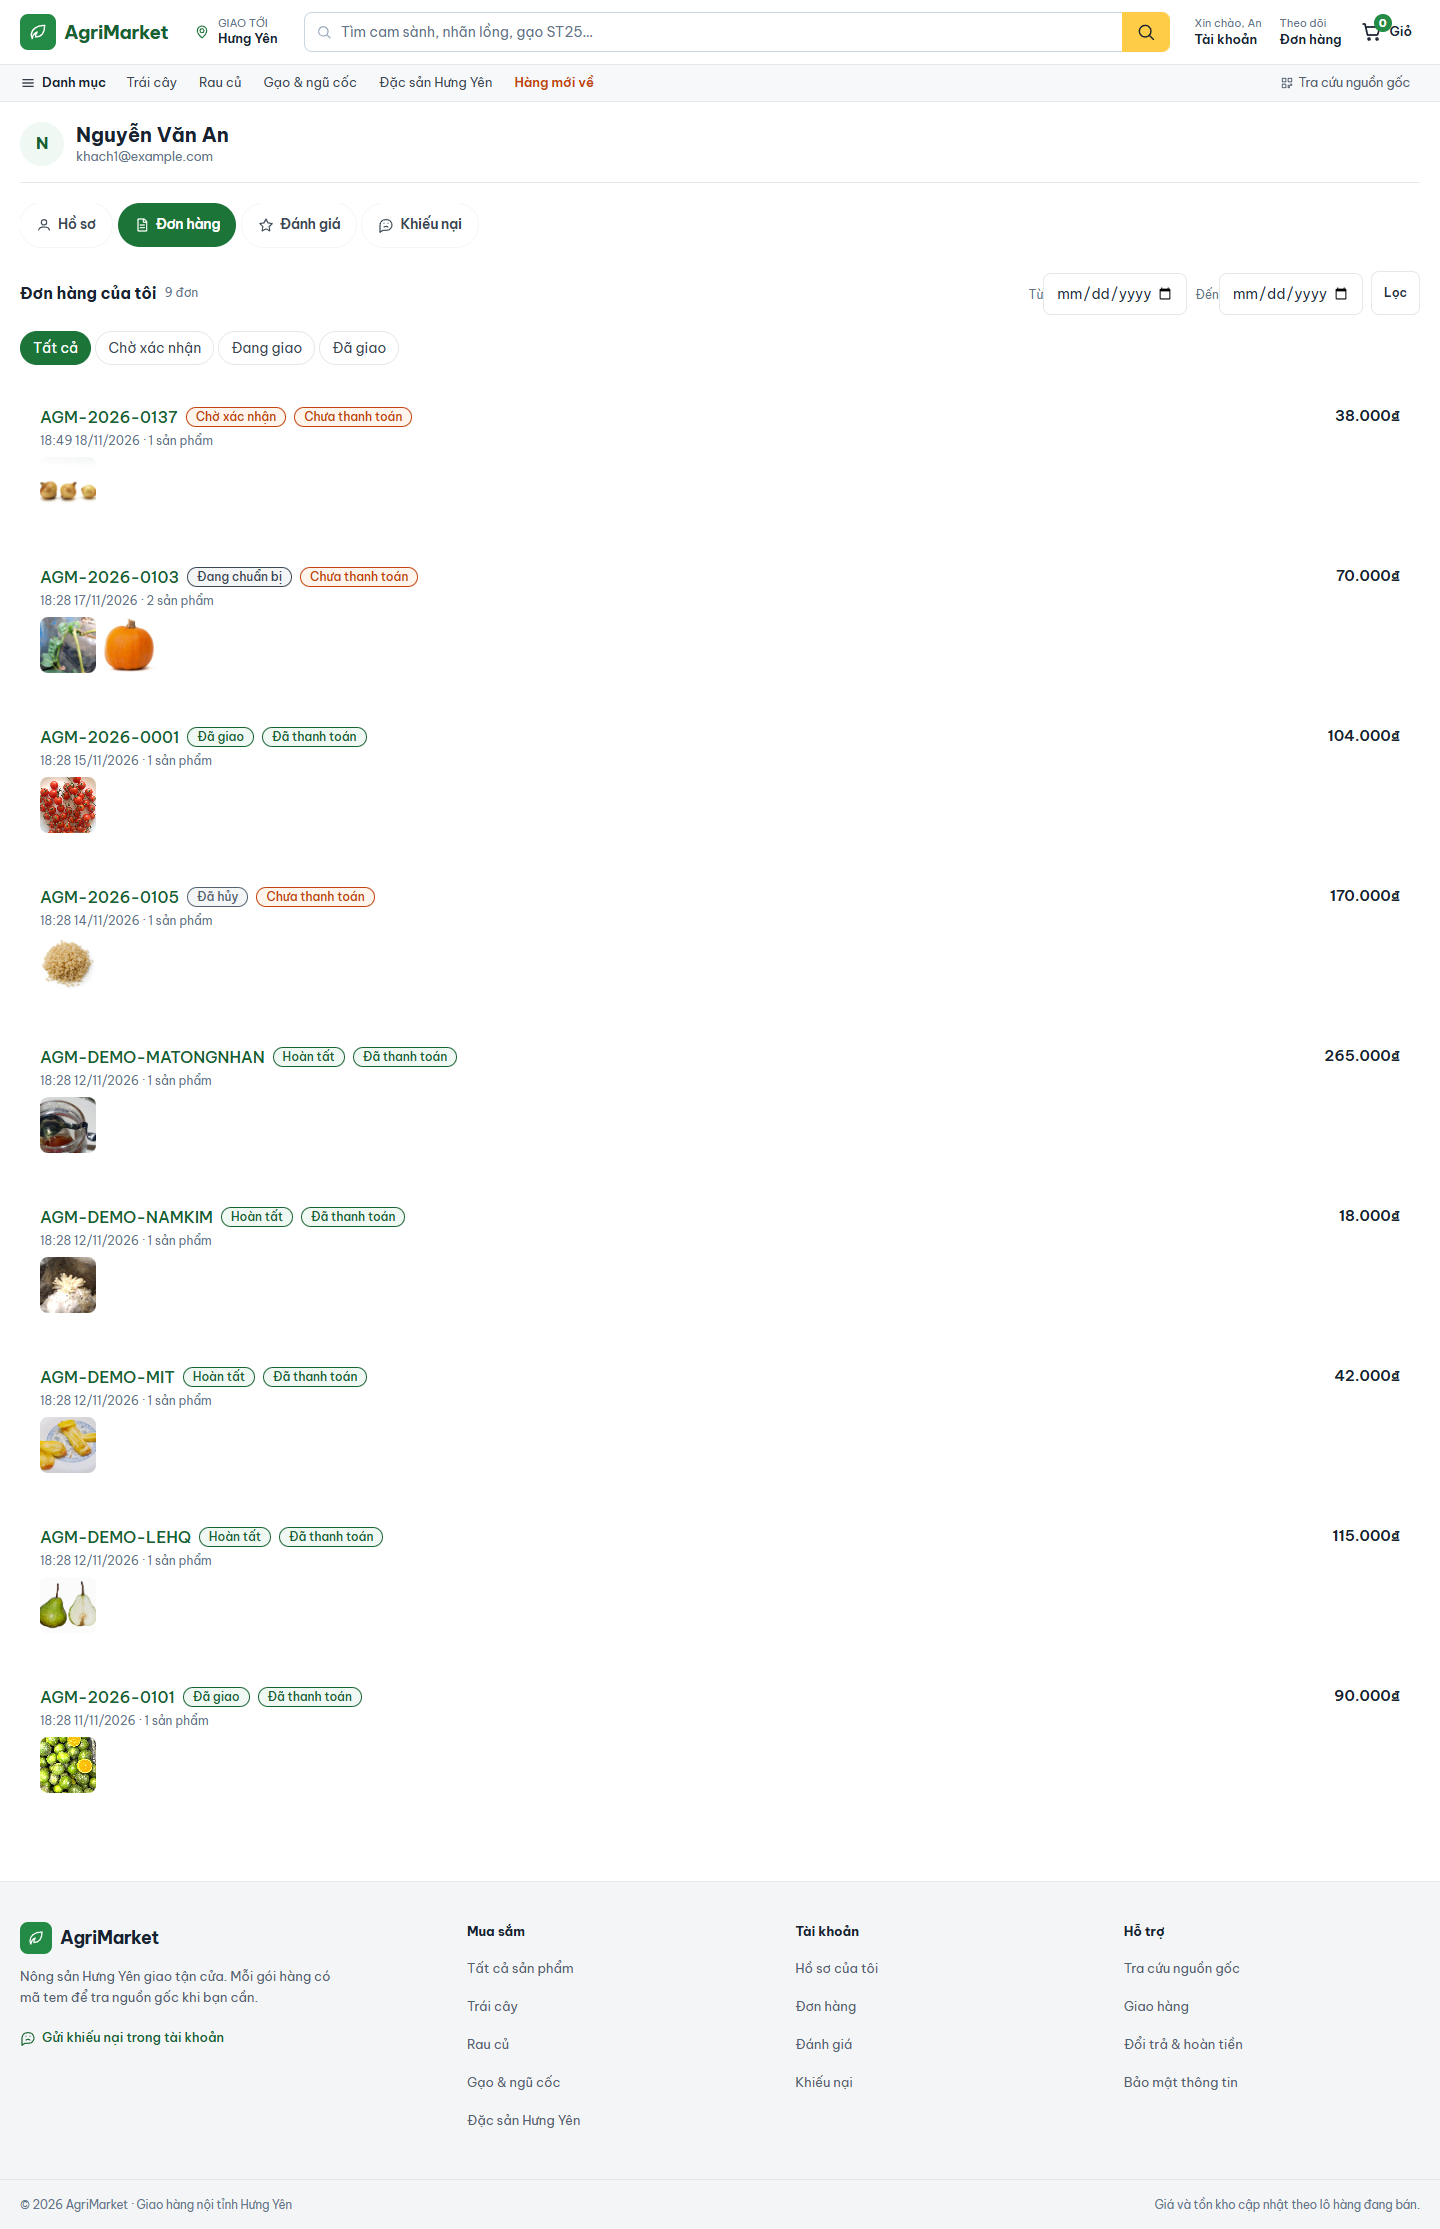 AgriMarket
GIAO TỚI
Hưng Yên
Tìm cam sành, nhãn lồng, gạo ST25...
Xin chào, An
Tài khoản
Theo dõi
Đơn hàng
0
Giỏ
Danh mục
Trái cây
Rau củ
Gạo & ngũ cốc
Đặc sản Hưng Yên
Hàng mới về
Tra cứu nguồn gốc
N
Nguyễn Văn An
khach1@example.com
Hồ sơ
Đơn hàng
Đánh giá
Khiếu nại
Đơn hàng của tôi 9 đơn
Từ mm/dd/yyyy Đến mm/dd/yyyy Lọc
Tất cả
Chờ xác nhận
Đang giao
Đã giao
AGM-2026-0137 Chờ xác nhận Chưa thanh toán 38.000₫
18:49 18/11/2026 · 1 sản phẩm
AGM-2026-0103 Đang chuẩn bị Chưa thanh toán 70.000₫
18:28 17/11/2026 · 2 sản phẩm
AGM-2026-0001 Đã giao Đã thanh toán 104.000₫
18:28 15/11/2026 · 1 sản phẩm
AGM-2026-0105 Đã hủy Chưa thanh toán 170.000₫
18:28 14/11/2026 · 1 sản phẩm
AGM-DEMO-MATONGNHAN Hoàn tất Đã thanh toán 265.000₫
18:28 12/11/2026 · 1 sản phẩm
AGM-DEMO-NAMKIM Hoàn tất Đã thanh toán 18.000₫
18:28 12/11/2026 · 1 sản phẩm
AGM-DEMO-MIT Hoàn tất Đã thanh toán 42.000₫
18:28 12/11/2026 · 1 sản phẩm
AGM-DEMO-LEHQ Hoàn tất Đã thanh toán 115.000₫
18:28 12/11/2026 · 1 sản phẩm
AGM-2026-0101 Đã giao Đã thanh toán 90.000₫
18:28 11/11/2026 · 1 sản phẩm
AgriMarket
Nông sản Hưng Yên giao tận cửa. Mỗi gói hàng có
mã tem để tra nguồn gốc khi bạn cần.
Gửi khiếu nại trong tài khoản
Mua sắm
Tất cả sản phẩm
Trái cây
Rau củ
Gạo & ngũ cốc
Đặc sản Hưng Yên
Tài khoản
Hồ sơ của tôi
Đơn hàng
Đánh giá
Khiếu nại
Hỗ trợ
Tra cứu nguồn gốc
Giao hàng
Đổi trả & hoàn tiền
Bảo mật thông tin
© 2026 AgriMarket · Giao hàng nội tỉnh Hưng Yên
Giá và tồn kho cập nhật theo lô hàng đang bán.